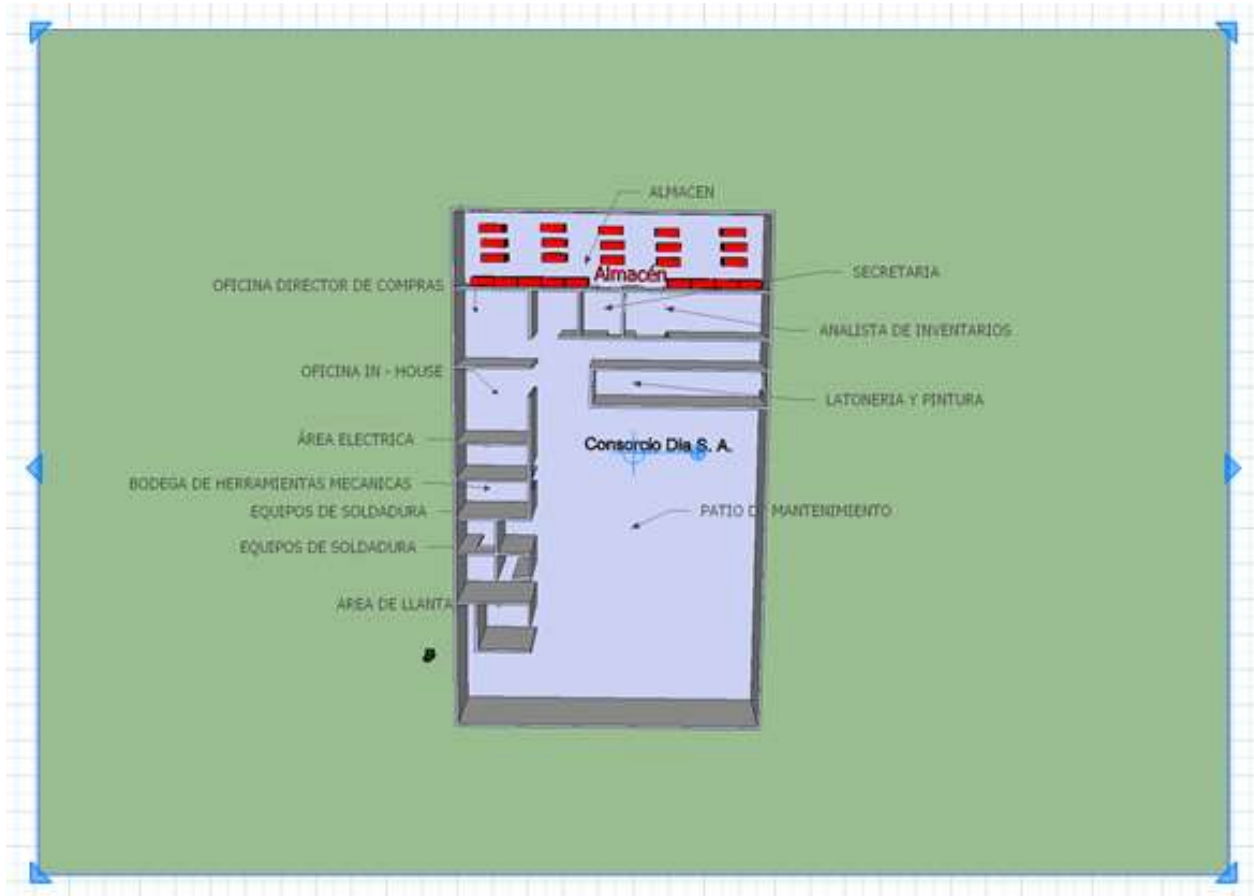 ALMACEN
Almacén
SECRETARIA
OFICINA DIRECTOR DE COMPRAS
ANALISTA DE INVENTARIOS
OFICINA IN - HOUSE
LATONERIA Y PINTURA
ÁREA ELECTRICA
Consorcio Dia S. A.
BODEGA DE HERRAMIENTAS MECANICAS
EQUIPOS DE SOLDADURA
PATIO DE MANTENIMIENTO
EQUIPOS DE SOLDADURA
AREA DE LLANTA